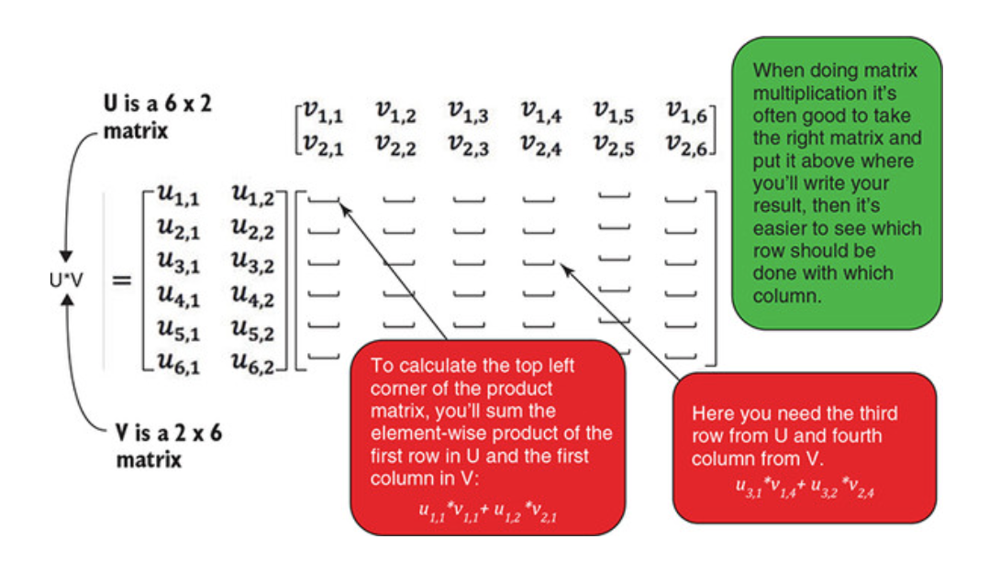 U is a 6 x 2
matrix
v1,1 v1,2 v1,3 v1,4 v1,5 v1,6
v2,1 v2,2 v2,3 v2,4 v2,5 v2,6
When doing matrix
multiplication it's
often good to take
the right matrix and
put it above where
you'll write your
result, then it's
easier to see which
row should be
done with which
column.
U*V
=
u1,1 u1,2
u2,1 u2,2
u3,1 u3,2
u4,1 u4,2
u5,1 u5,2
u6,1 u6,2
V is a 2 x 6
matrix
To calculate the top left
corner of the product
matrix, you'll sum the
element-wise product of the
first row in U and the first
column in V:
u1,1*v1,1+ u1,2*v2,1
Here you need the third
row from U and fourth
column from V.
u3,1*v1,4+ u3,2*v2,4